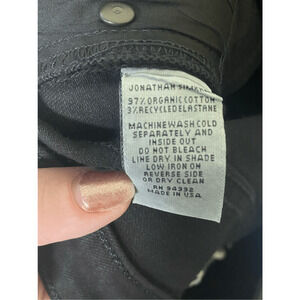 JONATHAN
97% ORGANIC COTTON
3% RECYCLED ELASTANE
MACHINE WASH COLD
SEPARATELY AND
INSIDE OUT
DO NOT BLEACH
LINE DRY IN SHADE
LOW IRON ON
REVERSE SIDE
OR DRY CLEAN
RN 94392
MADE IN USA